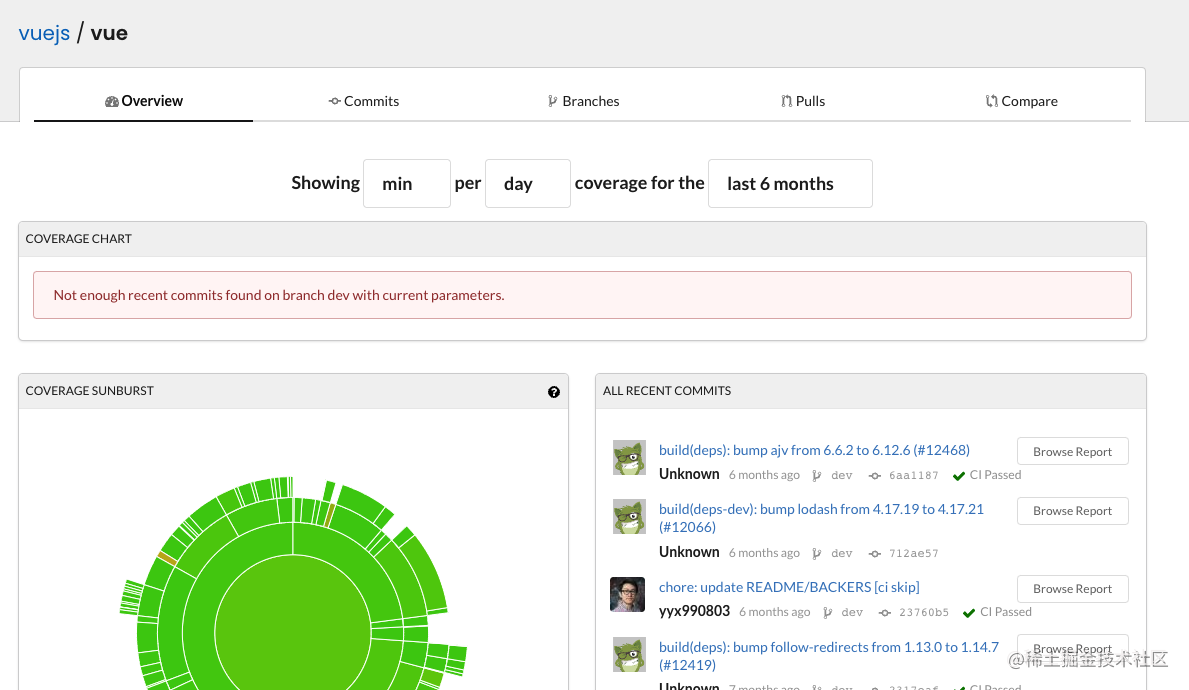 vuejs / vue
Overview
Commits
Branches
Pulls
Compare
Showing min per day coverage for the last 6 months
COVERAGE CHART
Not enough recent commits found on branch dev with current parameters.
COVERAGE SUNBURST
ALL RECENT COMMITS
build(deps): bump ajv from 6.6.2 to 6.12.6 (#12468)
Browse Report
Unknown 6 months ago dev 6aa1187 CI Passed
build(deps-dev): bump lodash from 4.17.19 to 4.17.21
(#12066)
Browse Report
Unknown 6 months ago dev 712ae57
chore: update README/BACKERS [ci skip]
Browse Report
yyx990803 6 months ago dev 23760b5 CI Passed
build(deps): bump follow-redirects from 1.13.0 to 1.14.7
(#12419)
Browse Report
@稀土掘金技术社区
Unknown 7 months ago dev CI Passed